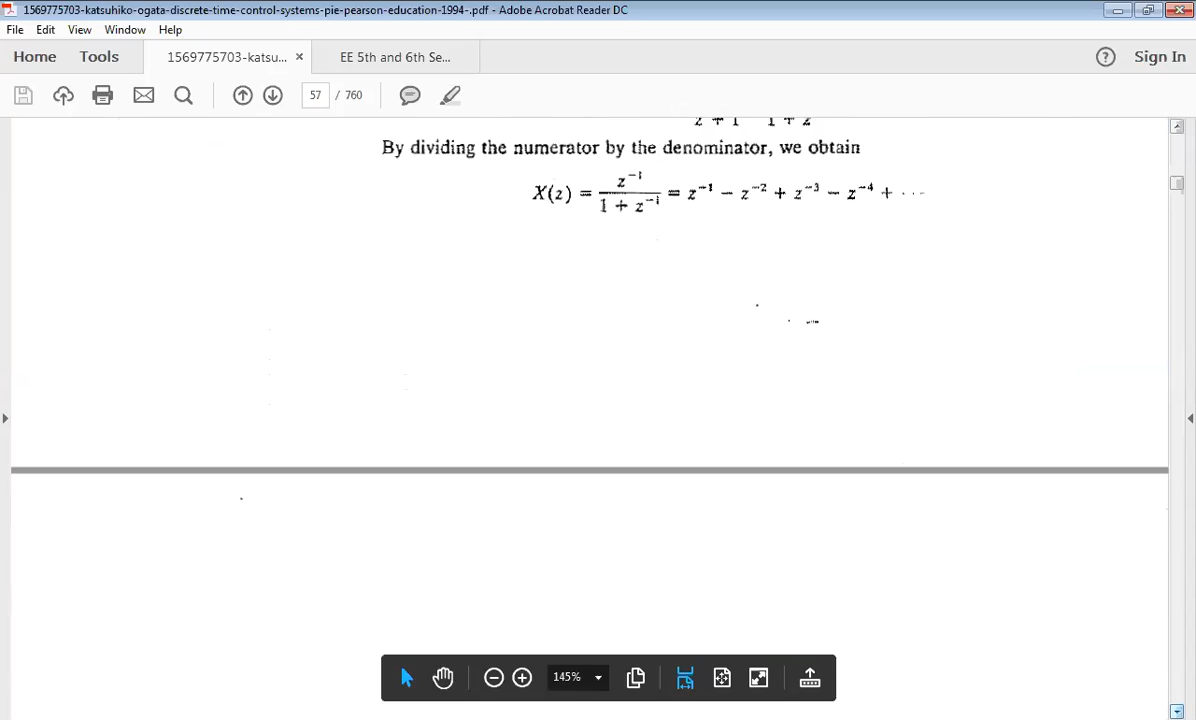 1569775703-katsuhiko-ogata-discrete-time-control-systems-pie-pearson-education-1994-.pdf - Adobe Acrobat Reader DC
File Edit View Window Help
Home Tools 1569775703-katsu... × EE 5th and 6th Se... ? Sign In
57 / 760
z + 1 1 + z
By dividing the numerator by the denominator, we obtain
X(z) = z⁻¹ / (1 + z⁻¹) = z⁻¹ − z⁻² + z⁻³ − z⁻⁴ + ···
145%